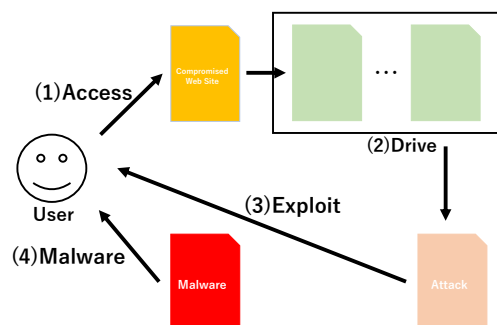 (1)Access
Compromised
Web Site
...
(2)Drive
User
(3)Exploit
(4)Malware
Malware
Attack